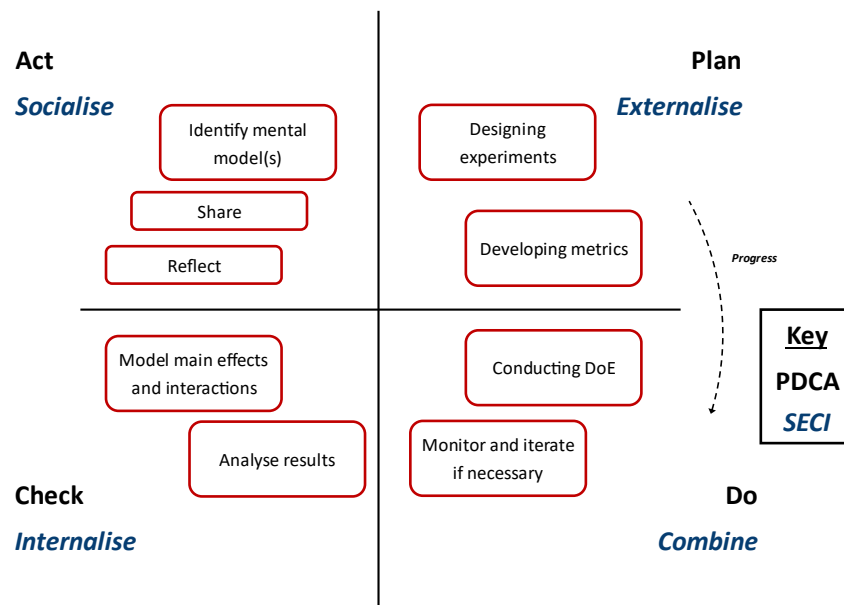 Act
Socialise
Identify mental
model(s)
Share
Reflect
Plan
Externalise
Designing
experiments
Developing metrics
Progress
Key
PDCA
SECI
Model main effects
and interactions
Analyse results
Check
Internalise
Conducting DoE
Monitor and iterate
if necessary
Do
Combine